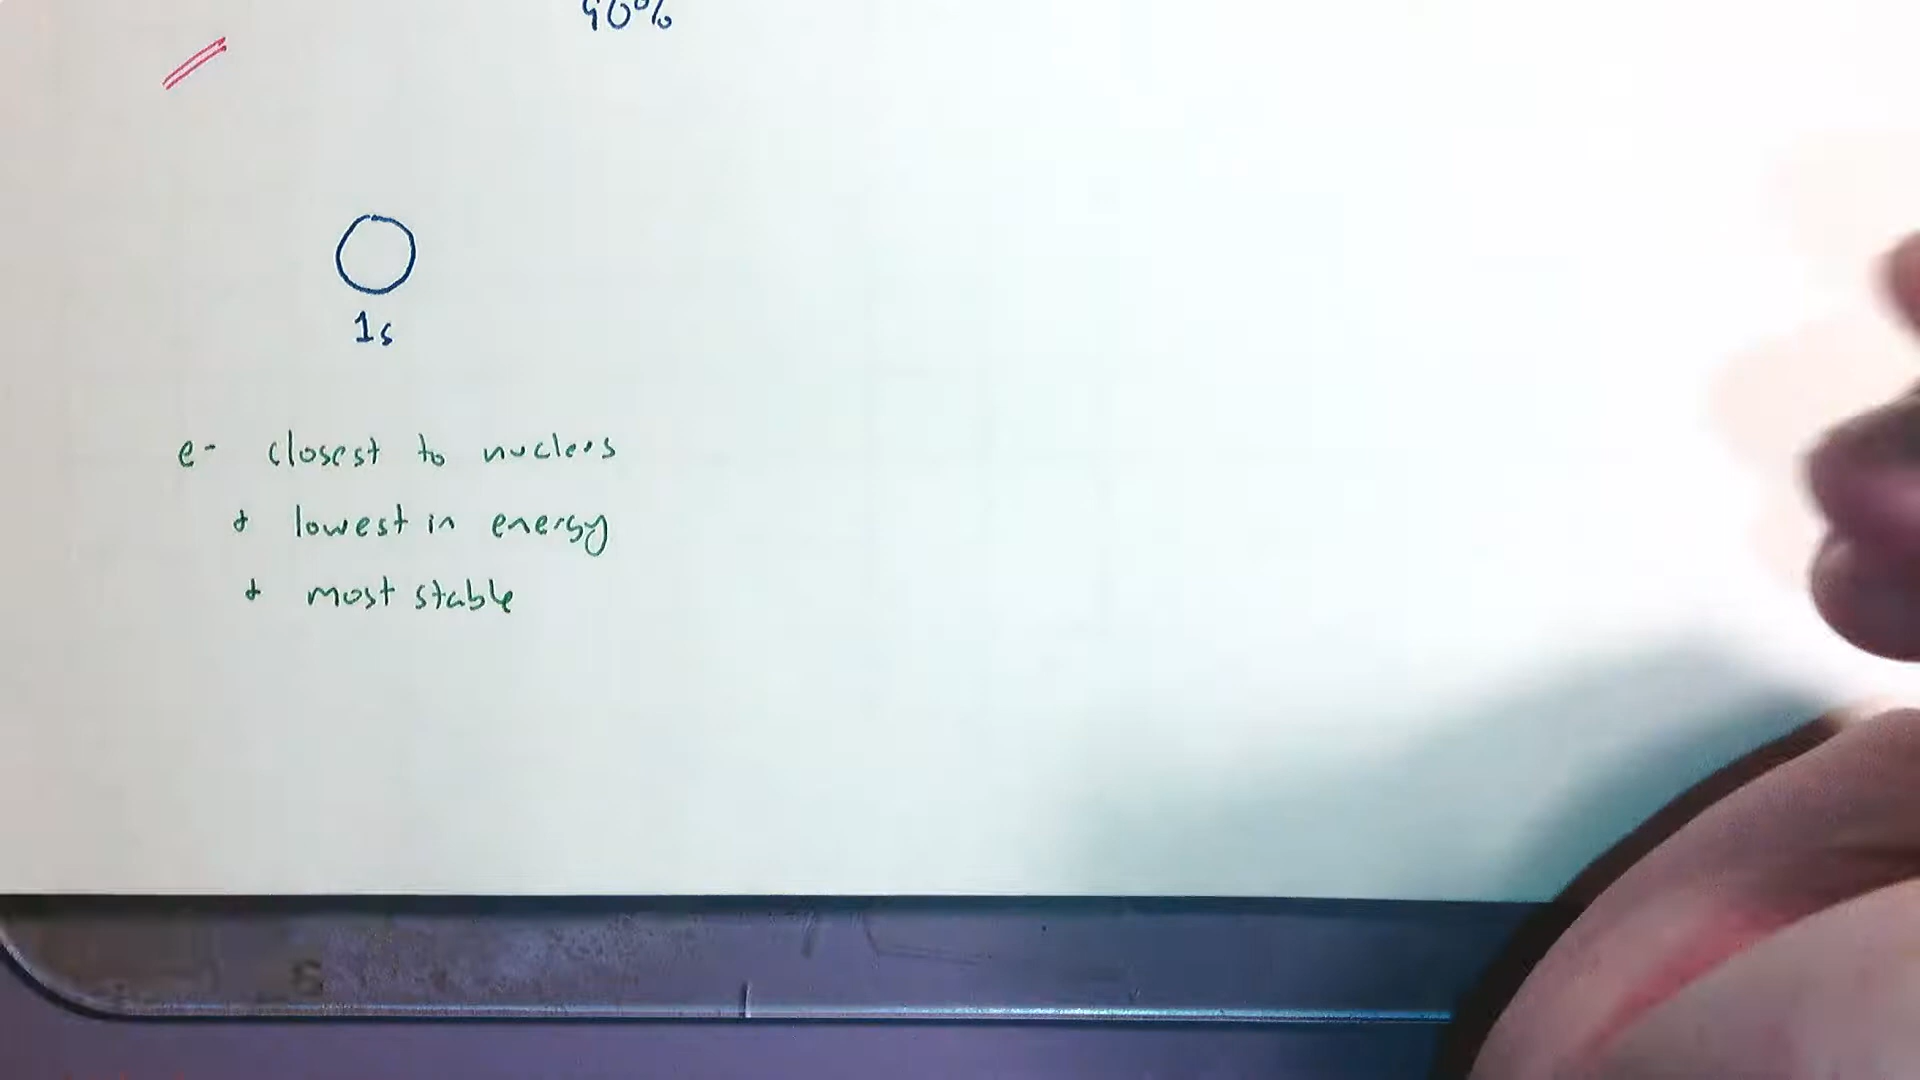 90%
1s
e- closest to nucleus
+ lowest in energy
+ most stable